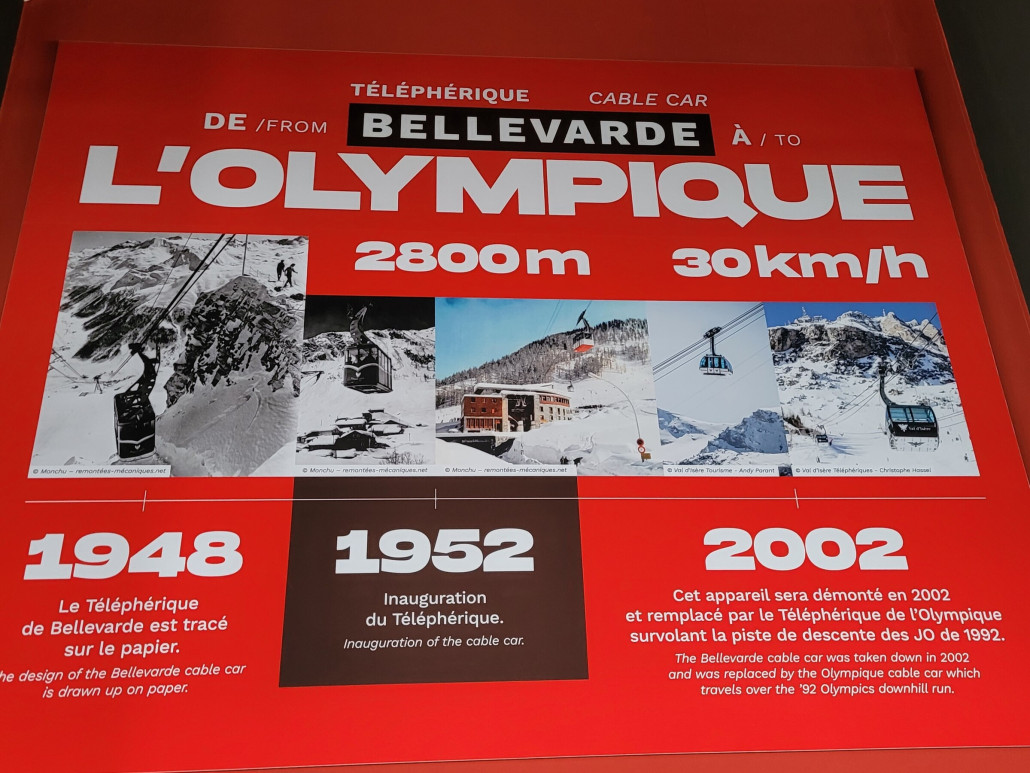 TÉLÉPHÉRIQUE CABLE CAR
DE / FROM BELLEVARDE À / TO
L'OLYMPIQUE
2800 m 30 km/h
© Monchu – remontées-mécaniques.net
© Monchu – remontées-mécaniques.net
© Monchu – remontées-mécaniques.net
© Val d'Isère Tourisme - Andy Parant
© Val d'Isère Téléphériques - Christophe Hassel
Val d'Isère
1948
Le Téléphérique
de Bellevarde est tracé
sur le papier.
he design of the Bellevarde cable car
is drawn up on paper.
1952
Inauguration
du Téléphérique.
Inauguration of the cable car.
2002
Cet appareil sera démonté en 2002
et remplacé par le Téléphérique de l'Olympique
survolant la piste de descente des JO de 1992.
The Bellevarde cable car was taken down in 2002
and was replaced by the Olympique cable car which
travels over the '92 Olympics downhill run.